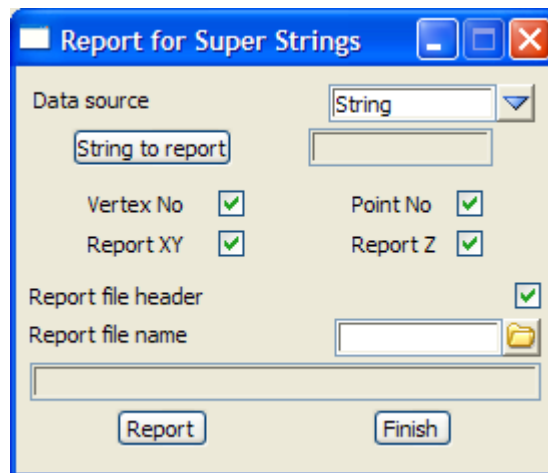 Report for Super Strings
Data source String
String to report
Vertex No Point No
Report XY Report Z
Report file header
Report file name
Report Finish